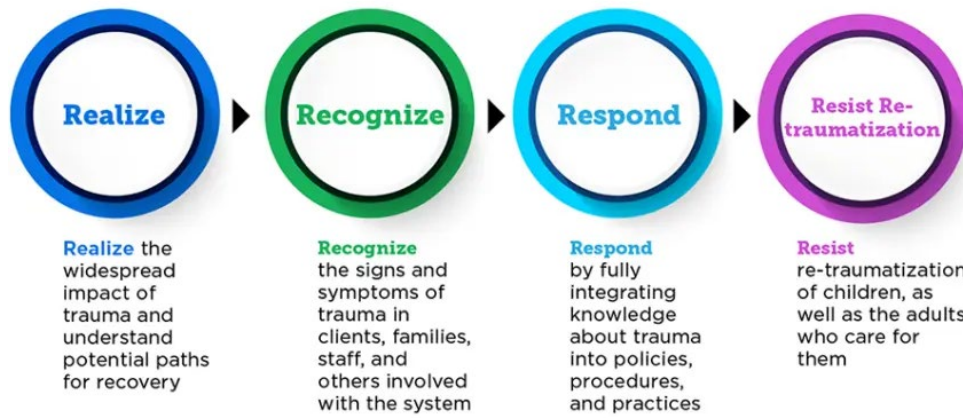 Realize
Recognize
Respond
Resist Re-
traumatization
Realize the
widespread
impact of
trauma and
understand
potential paths
for recovery
Recognize
the signs and
symptoms of
trauma in
clients, families,
staff, and
others involved
with the system
Respond
by fully
integrating
knowledge
about trauma
into policies,
procedures,
and practices
Resist
re-traumatization
of children, as
well as the adults
who care for
them